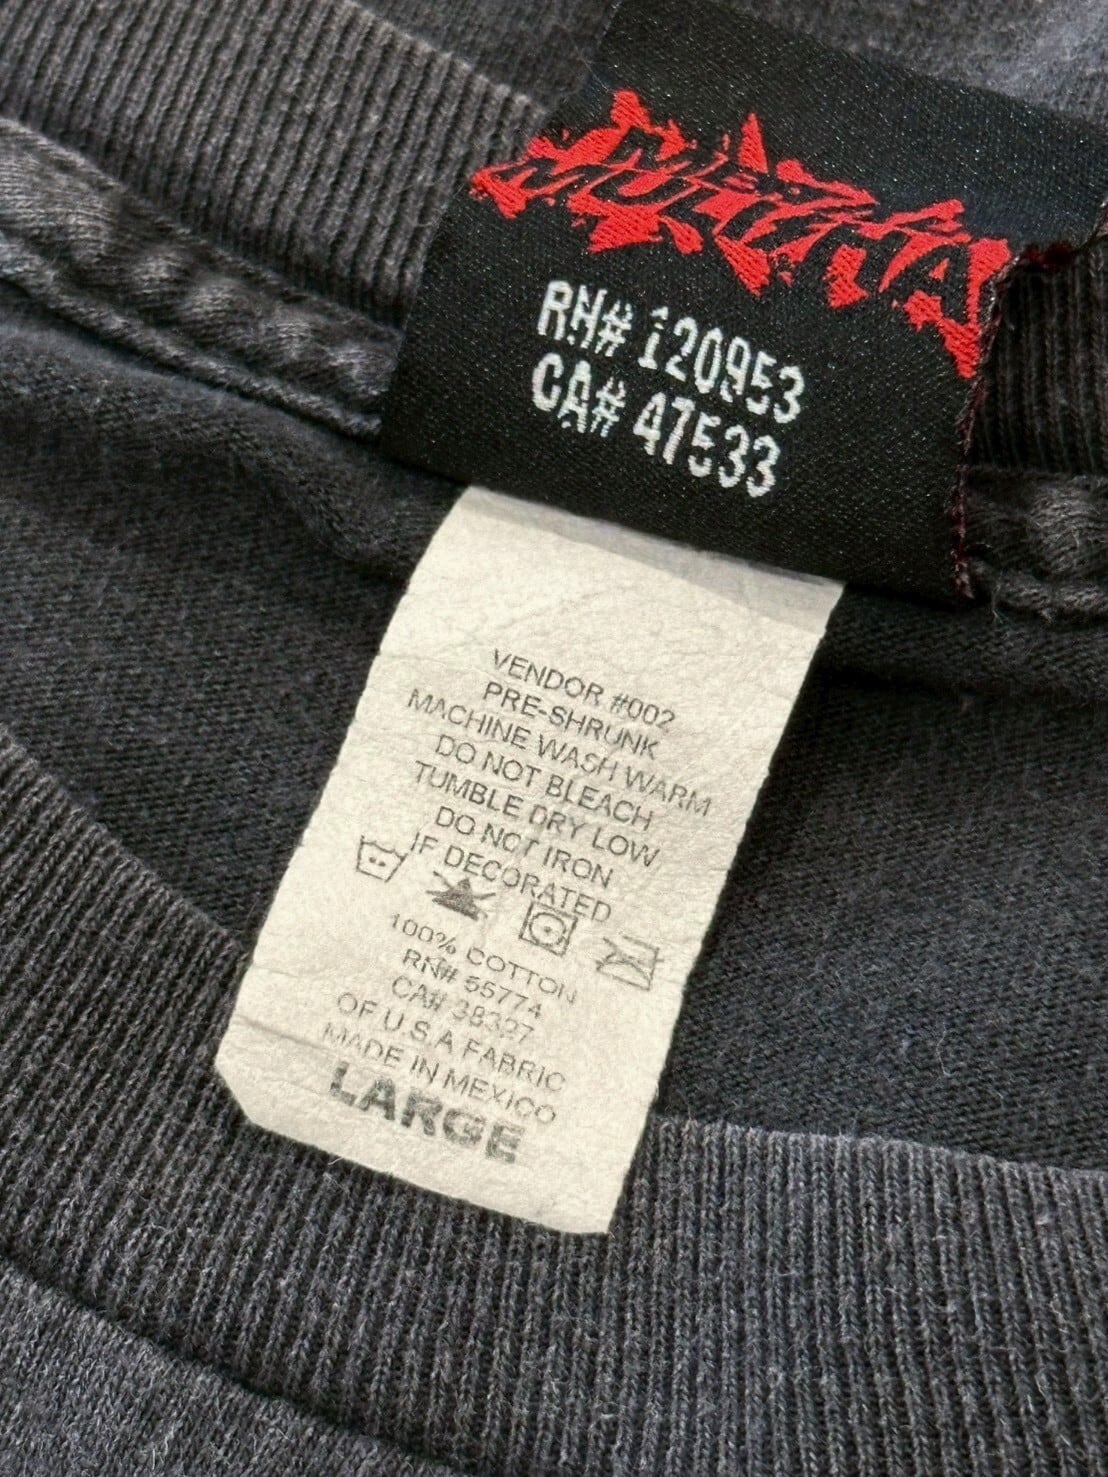 RN# 120953
CA# 47533
VENDOR #002
PRE-SHRUNK
MACHINE WASH WARM
DO NOT BLEACH
TUMBLE DRY LOW
DO NOT IRON
IF DECORATED
100% COTTON
RN# 55774
CA# 38327
OF U.S.A FABRIC
MADE IN MEXICO
LARGE